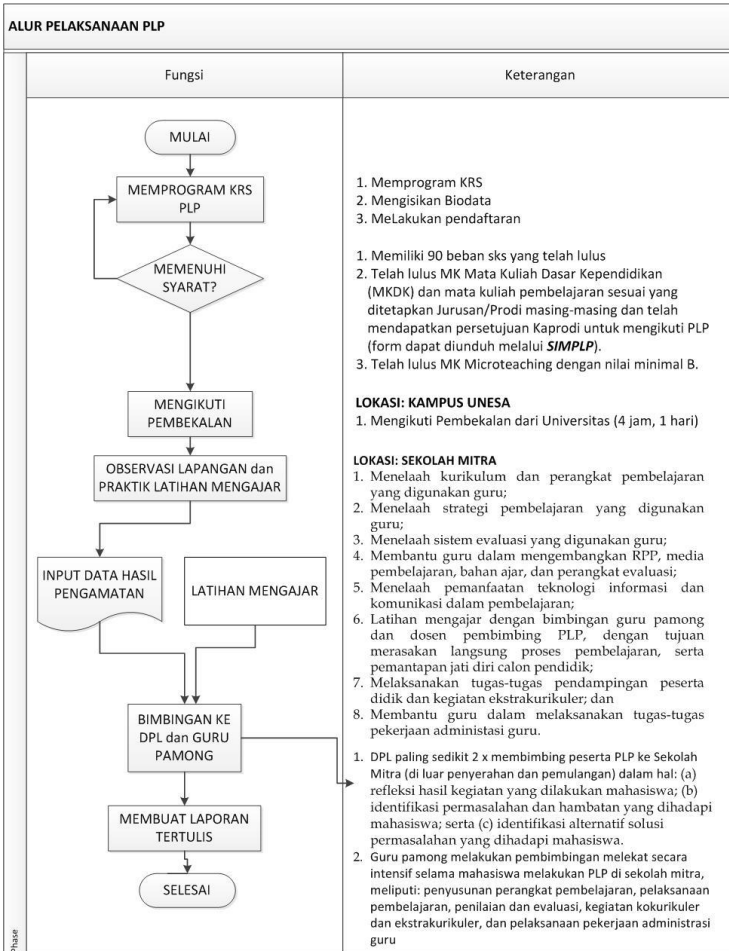 ALUR PELAKSANAAN PLP
Fungsi
Keterangan
MULAI
MEMPROGRAM KRS
PLP
MEMENUHI
SYARAT?
MENGIKUTI
PEMBEKALAN
OBSERVASI LAPANGAN dan
PRAKTIK LATIHAN MENGAJAR
INPUT DATA HASIL
PENGAMATAN
LATIHAN MENGAJAR
BIMBINGAN KE
DPL dan GURU
PAMONG
MEMBUAT LAPORAN
TERTULIS
SELESAI
1. Memprogram KRS
2. Mengisikan Biodata
3. MeLakukan pendaftaran
1. Memiliki 90 beban sks yang telah lulus
2. Telah lulus MK Mata Kuliah Dasar Kependidikan
(MKDK) dan mata kuliah pembelajaran sesuai yang
ditetapkan Jurusan/Prodi masing-masing dan telah
mendapatkan persetujuan Kaprodi untuk mengikuti PLP
(form dapat diunduh melalui SIMPLP).
3. Telah lulus MK Microteaching dengan nilai minimal B.
LOKASI: KAMPUS UNESA
1. Mengikuti Pembekalan dari Universitas (4 jam, 1 hari)
LOKASI: SEKOLAH MITRA
1. Menelaah kurikulum dan perangkat pembelajaran
yang digunakan guru;
2. Menelaah strategi pembelajaran yang digunakan
guru;
3. Menelaah sistem evaluasi yang digunakan guru;
4. Membantu guru dalam mengembangkan RPP, media
pembelajaran, bahan ajar, dan perangkat evaluasi;
5. Menelaah pemanfaatan teknologi informasi dan
komunikasi dalam pembelajaran;
6. Latihan mengajar dengan bimbingan guru pamong
dan dosen pembimbing PLP, dengan tujuan
merasakan langsung proses pembelajaran, serta
pemantapan jati diri calon pendidik;
7. Melaksanakan tugas-tugas pendampingan peserta
didik dan kegiatan ekstrakurikuler; dan
8. Membantu guru dalam melaksanakan tugas-tugas
pekerjaan administasi guru.
1. DPL paling sedikit 2 x membimbing peserta PLP ke Sekolah
Mitra (di luar penyerahan dan pemulangan) dalam hal: (a)
refleksi hasil kegiatan yang dilakukan mahasiswa; (b)
identifikasi permasalahan dan hambatan yang dihadapi
mahasiswa; serta (c) identifikasi alternatif solusi
permasalahan yang dihadapi mahasiswa.
2. Guru pamong melakukan pembimbingan melekat secara
intensif selama mahasiswa melakukan PLP di sekolah mitra,
meliputi: penyusunan perangkat pembelajaran, pelaksanaan
pembelajaran, penilaian dan evaluasi, kegiatan kokurikuler
dan ekstrakurikuler, dan pelaksanaan pekerjaan administrasi
guru
Phase